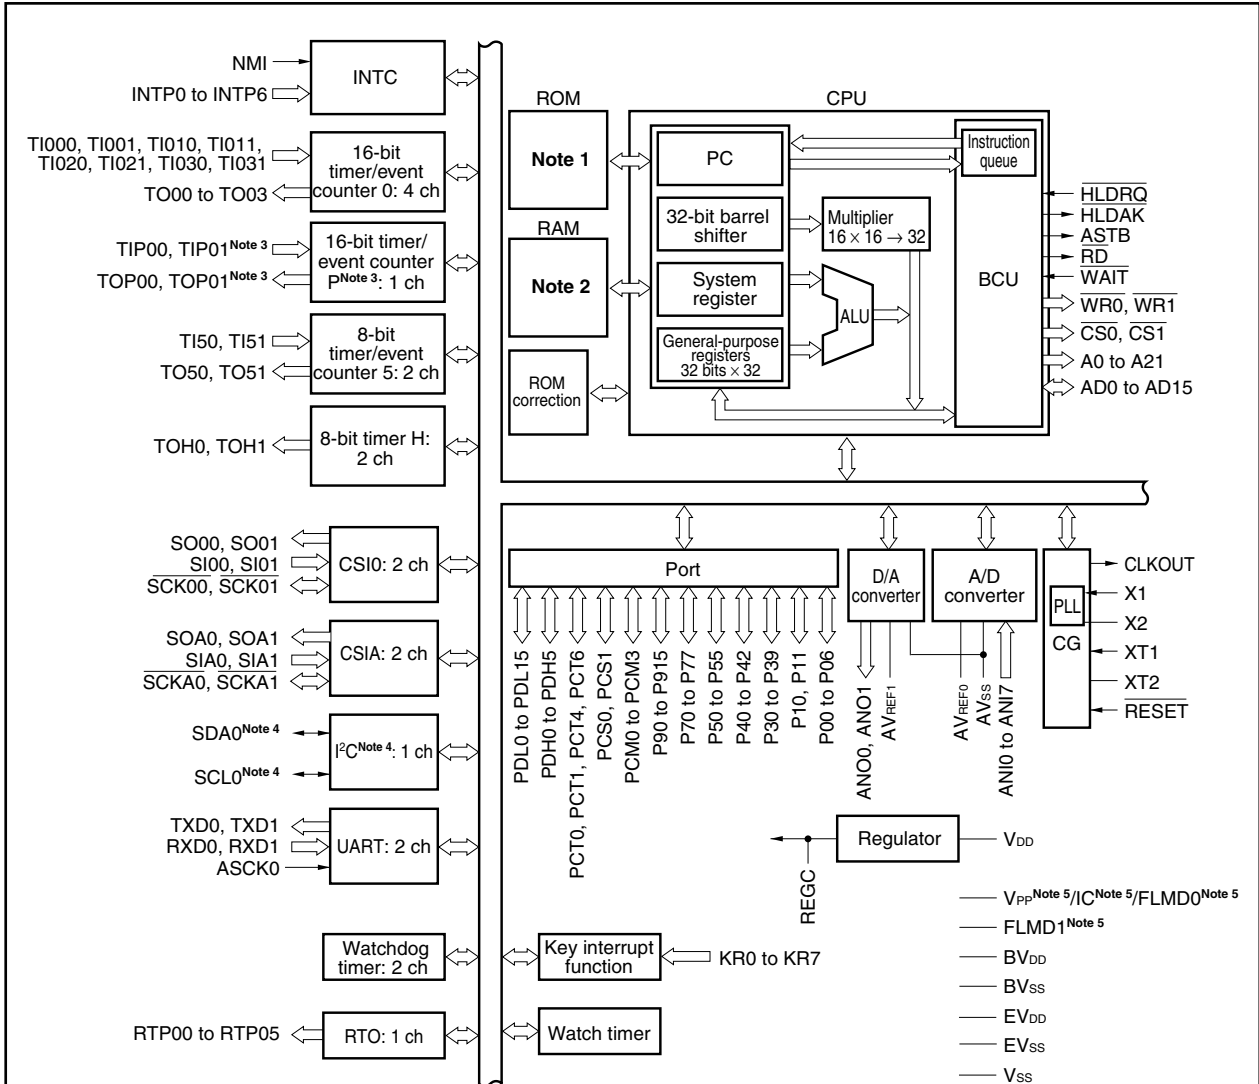 NMI
INTP0 to INTP6
INTC
TI000, TI001, TI010, TI011,
TI020, TI021, TI030, TI031
TO00 to TO03
16-bit
timer/event
counter 0: 4 ch
TIP00, TIP01Note 3
TOP00, TOP01Note 3
16-bit timer/
event counter
PNote 3: 1 ch
TI50, TI51
TO50, TO51
8-bit
timer/event
counter 5: 2 ch
TOH0, TOH1
8-bit timer H:
2 ch
SO00, SO01
SI00, SI01
SCK00, SCK01
CSI0: 2 ch
SOA0, SOA1
SIA0, SIA1
SCKA0, SCKA1
CSIA: 2 ch
SDA0Note 4
SCL0Note 4
I2CNote 4: 1 ch
TXD0, TXD1
RXD0, RXD1
ASCK0
UART: 2 ch
Watchdog
timer: 2 ch
RTP00 to RTP05
RTO: 1 ch
ROM
Note 1
RAM
Note 2
ROM
correction
CPU
PC
32-bit barrel
shifter
System
register
General-purpose
registers
32 bits × 32
Multiplier
16 × 16 → 32
ALU
Instruction
queue
BCU
HLDRQ
HLDAK
ASTB
RD
WAIT
WR0, WR1
CS0, CS1
A0 to A21
AD0 to AD15
Port
PDL0 to PDL15
PDH0 to PDH5
PCT0, PCT1, PCT4, PCT6
PCS0, PCS1
PCM0 to PCM3
P90 to P915
P70 to P77
P50 to P55
P40 to P42
P30 to P39
P10, P11
P00 to P06
D/A
converter
ANO0, ANO1
AVREF1
A/D
converter
AVREF0
AVSS
ANI0 to ANI7
PLL
CG
CLKOUT
X1
X2
XT1
XT2
RESET
Regulator
VDD
REGC
VPPNote 5/ICNote 5/FLMD0Note 5
FLMD1Note 5
BVDD
BVSS
EVDD
EVSS
VSS
Key interrupt
function
KR0 to KR7
Watch timer